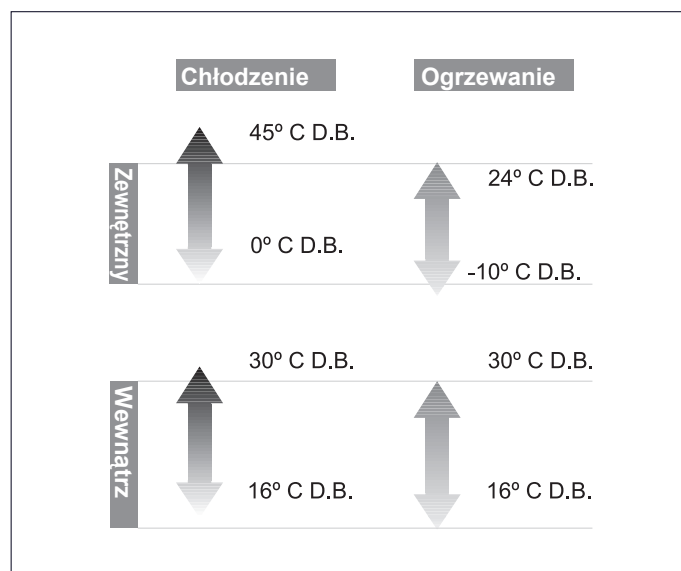 Chłodzenie
Ogrzewanie
Zewnętrzny
45º C D.B.
24º C D.B.
0º C D.B.
-10º C D.B.
Wewnątrz
30º C D.B.
30º C D.B.
16º C D.B.
16º C D.B.